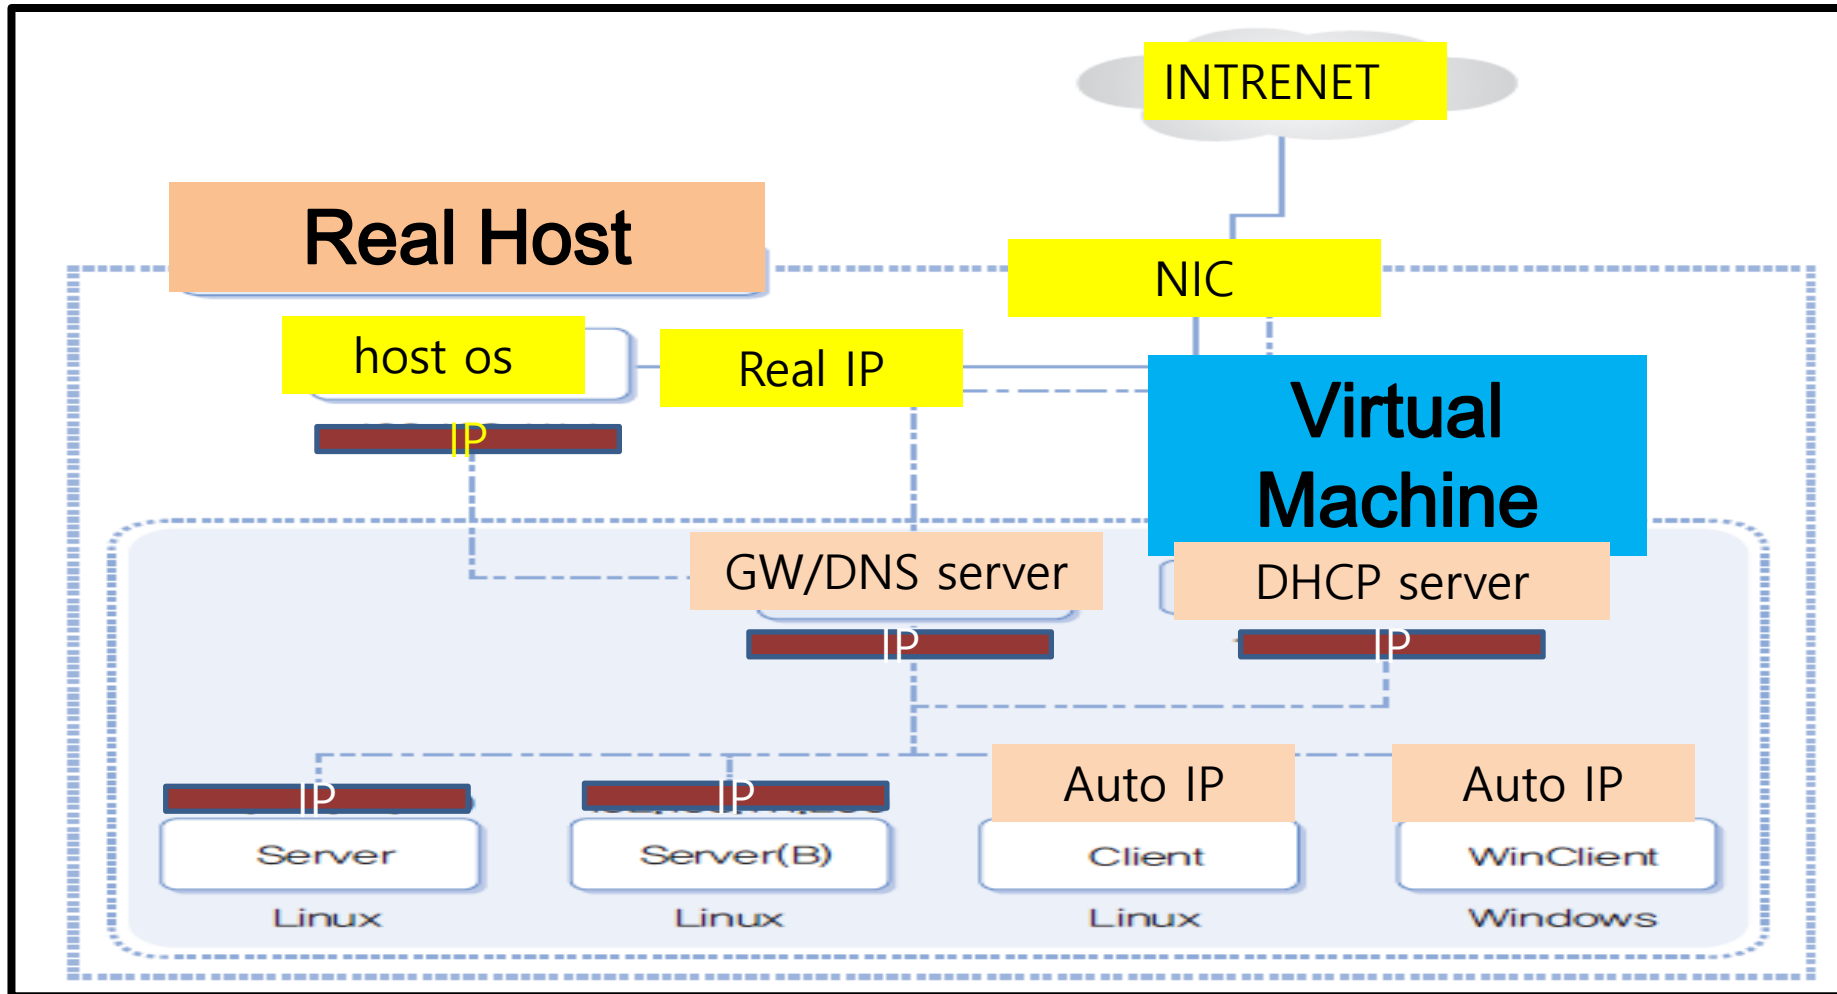 INTRENET
Real Host
NIC
host os
Real IP
Virtual
Machine
IP
GW/DNS server
DHCP server
IP
IP
Auto IP
Auto IP
IP
IP
Server
Server(B)
Client
WinClient
Linux
Linux
Linux
Windows